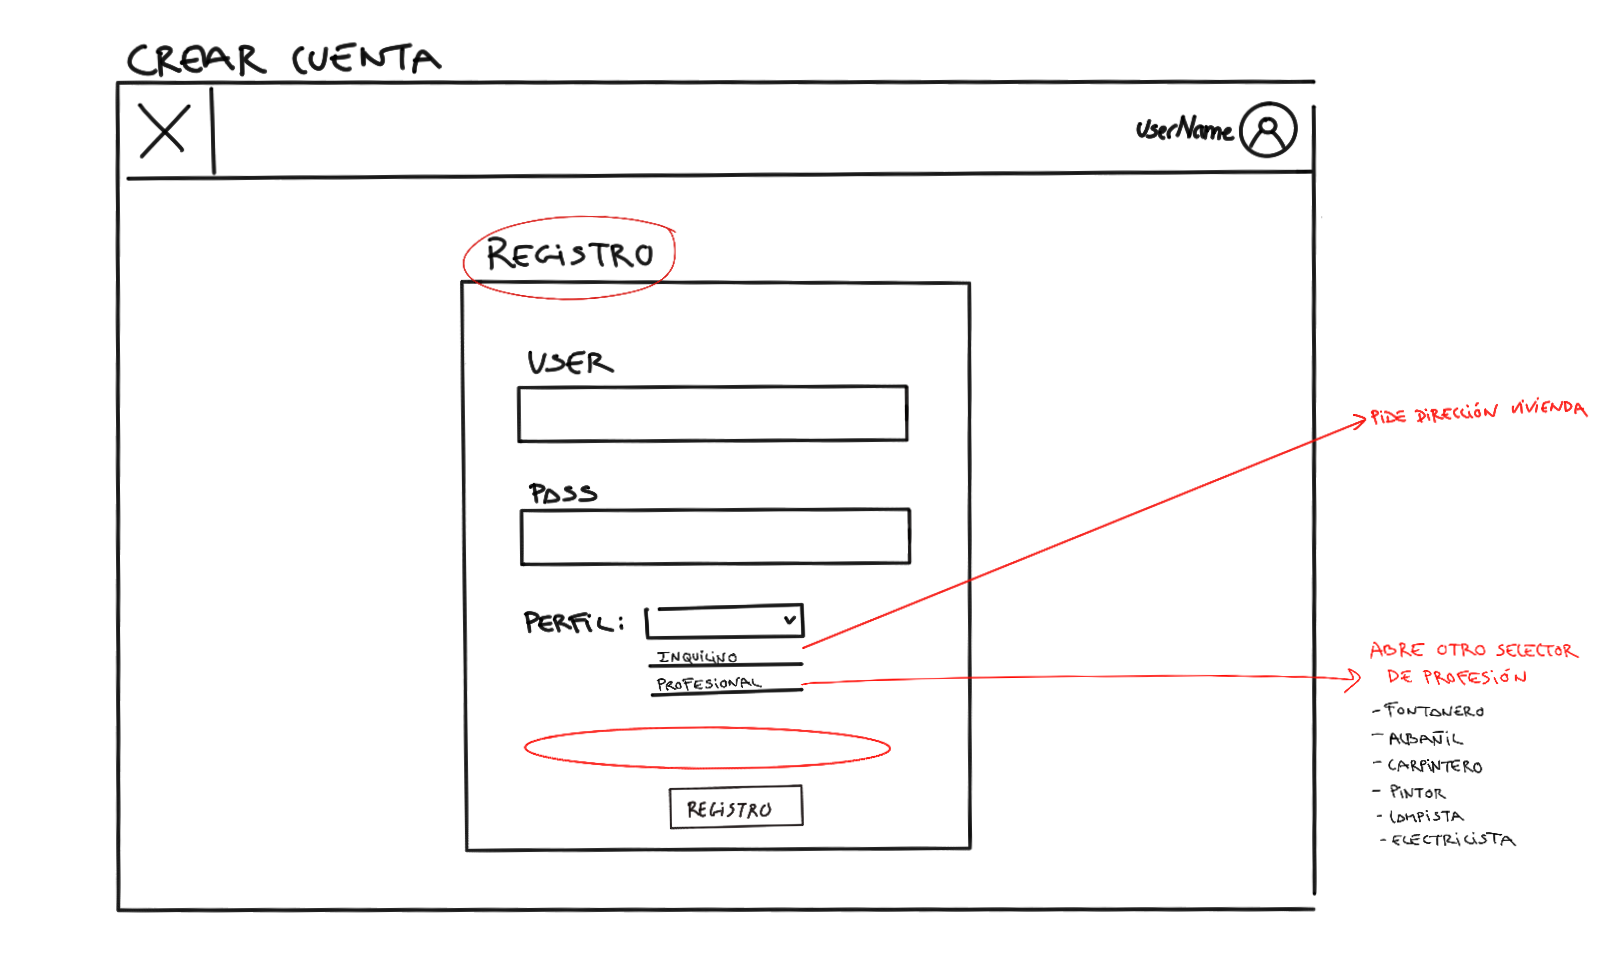 CREAR CUENTA
UserName
REGISTRO
USER
PASS
PERFIL:
INQUILINO
PROFESIONAL
REGISTRO
PIDE DIRECCIÓN VIVIENDA
ABRE OTRO SELECTOR
DE PROFESIÓN
- FONTANERO
- ALBAÑIL
- CARPINTERO
- PINTOR
- LAMPISTA
- ELECTRICISTA